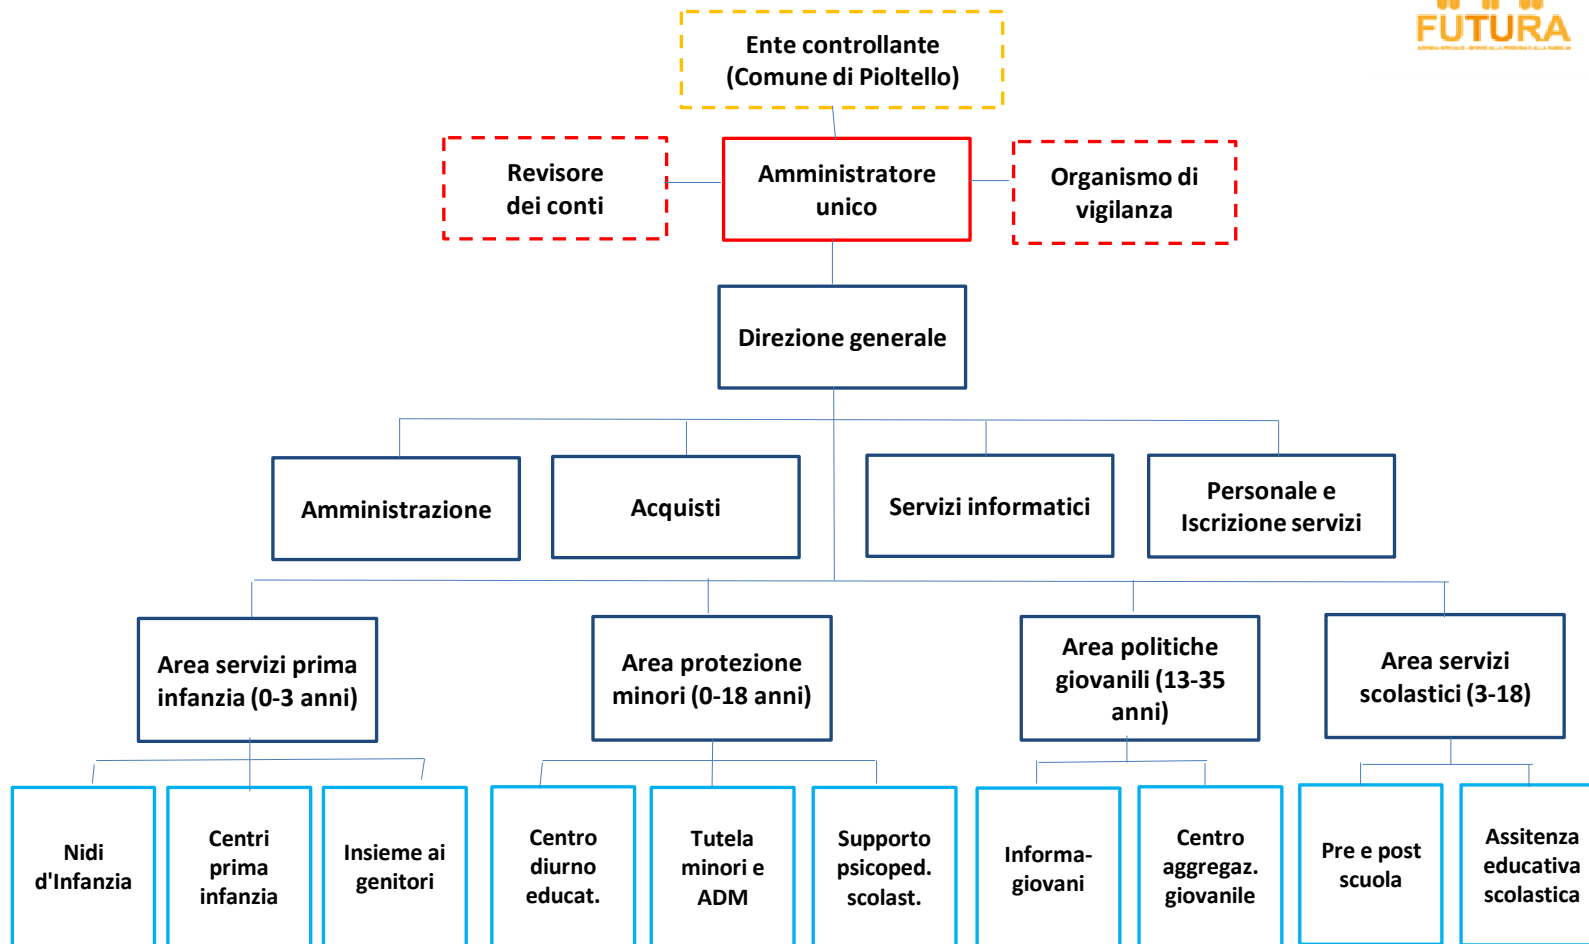 FUTURA
Ente controllante
(Comune di Pioltello)
Revisore
dei conti
Amministratore
unico
Organismo di
vigilanza
Direzione generale
Amministrazione
Acquisti
Servizi informatici
Personale e
Iscrizione servizi
Area servizi prima
infanzia (0-3 anni)
Area protezione
minori (0-18 anni)
Area politiche
giovanili (13-35
anni)
Area servizi
scolastici (3-18)
Nidi
d'Infanzia
Centri
prima
infanzia
Insieme ai
genitori
Centro
diurno
educat.
Tutela
minori e
ADM
Supporto
psicoped.
scolast.
Informa-
giovani
Centro
aggregaz.
giovanile
Pre e post
scuola
Assitenza
educativa
scolastica